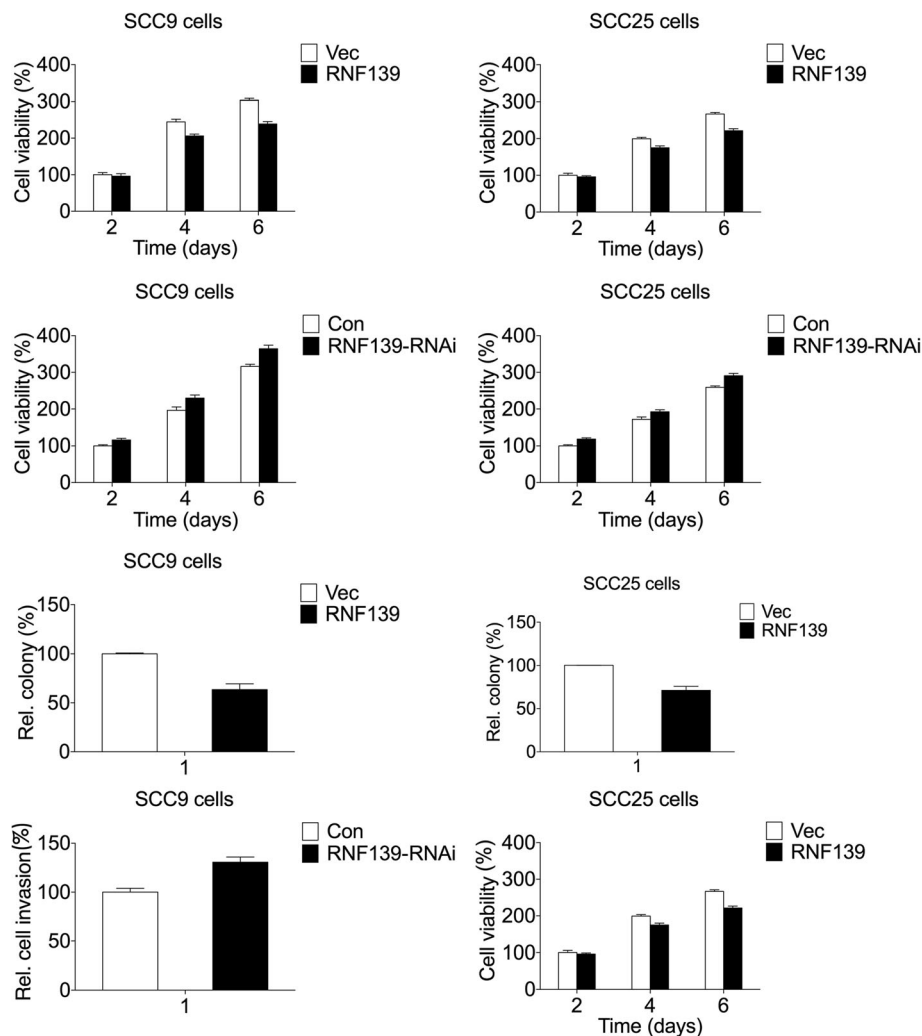 SCC9 cells
Vec
RNF139
Cell viability (%)
400
300
200
100
0
2 4 6
Time (days)
SCC25 cells
Vec
RNF139
Cell viability (%)
400
300
200
100
0
2 4 6
Time (days)
SCC9 cells
Con
RNF139-RNAi
Cell viability (%)
400
300
200
100
0
2 4 6
Time (days)
SCC25 cells
Con
RNF139-RNAi
Cell viability (%)
400
300
200
100
0
2 4 6
Time (days)
SCC9 cells
Vec
RNF139
Rel. colony (%)
150
100
50
0
1
SCC25 cells
Vec
RNF139
Rel. colony (%)
150
100
50
0
1
SCC9 cells
Con
RNF139-RNAi
Rel. cell invasion(%)
150
100
50
0
1
SCC25 cells
Vec
RNF139
Cell viability (%)
400
300
200
100
0
2 4 6
Time (days)